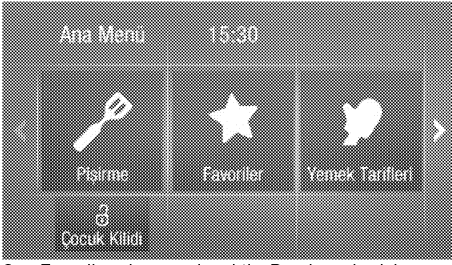 Ana Menü 15:30
Pişirme Favoriler Yemek Tarifleri
Çocuk Kilidi